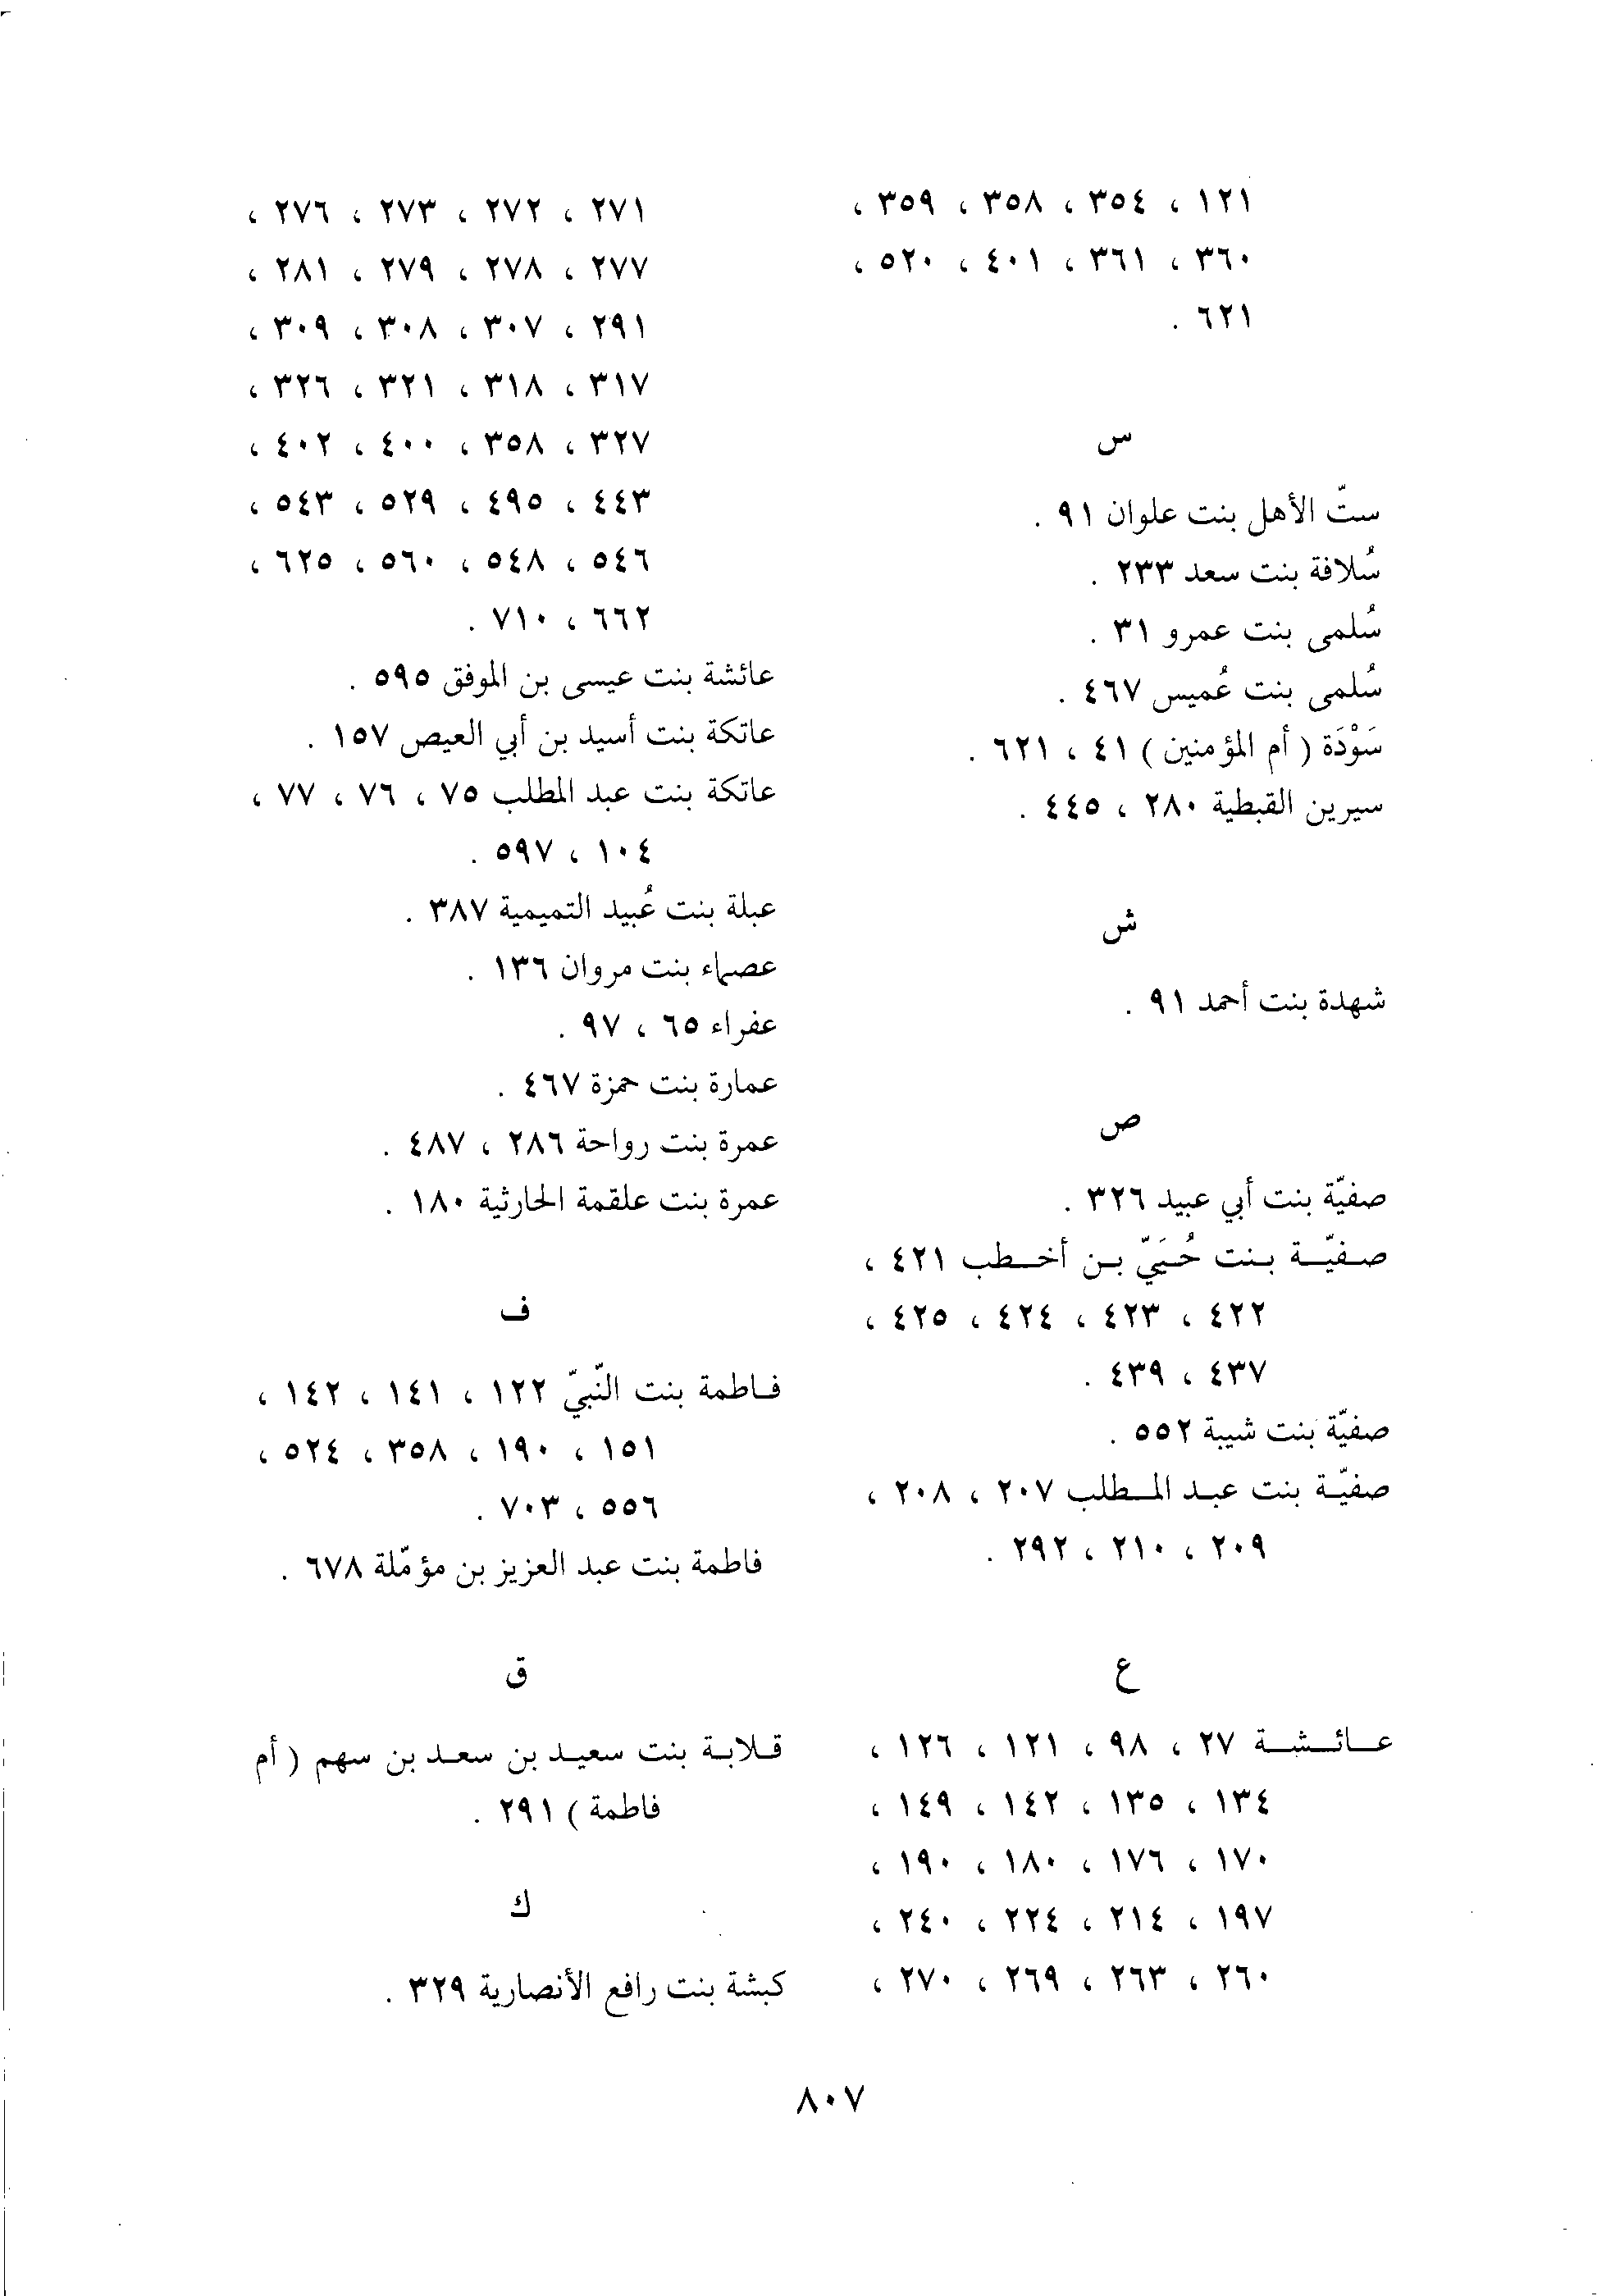 ١٢١ ، ٣٥٤ ، ٣٥٨ ، ٣٥٩ ،
٣٦٠ ، ٣٦١ ، ٤٠١ ، ٥٢٠ ،
٦٢١ .
س
ستّ الأهل بنت علوان ٩١ .
سُلافة بنت سعد ٢٣٣ .
سُلمى بنت عمرو ٣١ .
سُلمى بنت عُميس ٤٦٧ .
سَوْدَة ( أم المؤمنين ) ٤١ ، ٦٢١ .
سيرين القبطية ٢٨٠ ، ٤٤٥ .
ش
شهدة بنت أحمد ٩١ .
ص
صفيّة بنت أبي عبيد ٣٢٦ .
صفيّة بنت حُيَيّ بن أخطب ٤٢١ ،
٤٢٢ ، ٤٢٣ ، ٤٢٤ ، ٤٢٥ ،
٤٣٧ ، ٤٣٩ .
صفيّة بنت شيبة ٥٥٢ .
صفيّة بنت عبد المطلب ٢٠٧ ، ٢٠٨ ،
٢٠٩ ، ٢١٠ ، ٢٩٢ .
ع
عائشة ٢٧ ، ٩٨ ، ١٢١ ، ١٢٦ ،
١٣٤ ، ١٣٥ ، ١٤٢ ، ١٤٩ ،
١٧٠ ، ١٧٦ ، ١٨٠ ، ١٩٠ ،
١٩٧ ، ٢١٤ ، ٢٢٤ ، ٢٤٠ ،
٢٦٠ ، ٢٦٣ ، ٢٦٩ ، ٢٧٠ ،
٢٧١ ، ٢٧٢ ، ٢٧٣ ، ٢٧٦ ،
٢٧٧ ، ٢٧٨ ، ٢٧٩ ، ٢٨١ ،
٢٩١ ، ٣٠٧ ، ٣٠٨ ، ٣٠٩ ،
٣١٧ ، ٣١٨ ، ٣٢١ ، ٣٢٦ ،
٣٢٧ ، ٣٥٨ ، ٤٠٠ ، ٤٠٢ ،
٤٤٣ ، ٤٩٥ ، ٥٢٩ ، ٥٤٣ ،
٥٤٦ ، ٥٤٨ ، ٥٦٠ ، ٦٢٥ ،
٦٦٢ ، ٧١٠ .
عائشة بنت عيسى بن الموفق ٥٩٥ .
عاتكة بنت أسيد بن أبي العيص ١٥٧ .
عاتكة بنت عبد المطلب ٧٥ ، ٧٦ ، ٧٧ ،
١٠٤ ، ٥٩٧ .
عبلة بنت عُبيد التميمية ٣٨٧ .
عصماء بنت مروان ١٣٦ .
عفراء ٦٥ ، ٩٧ .
عمارة بنت حمزة ٤٦٧ .
عمرة بنت رواحة ٢٨٦ ، ٤٨٧ .
عمرة بنت علقمة الحارثية ١٨٠ .
ف
فاطمة بنت النّبيّ ١٢٢ ، ١٤١ ، ١٤٢ ،
١٥١ ، ١٩٠ ، ٣٥٨ ، ٥٢٤ ،
٥٥٦ ، ٧٠٣ .
فاطمة بنت عبد العزيز بن مؤمّلة ٦٧٨ .
ق
قلابة بنت سعيد بن سعد بن سهم ( أم
فاطمة ) ٢٩١ .
ك
كبشة بنت رافع الأنصارية ٣٢٩ .
٨٠٧